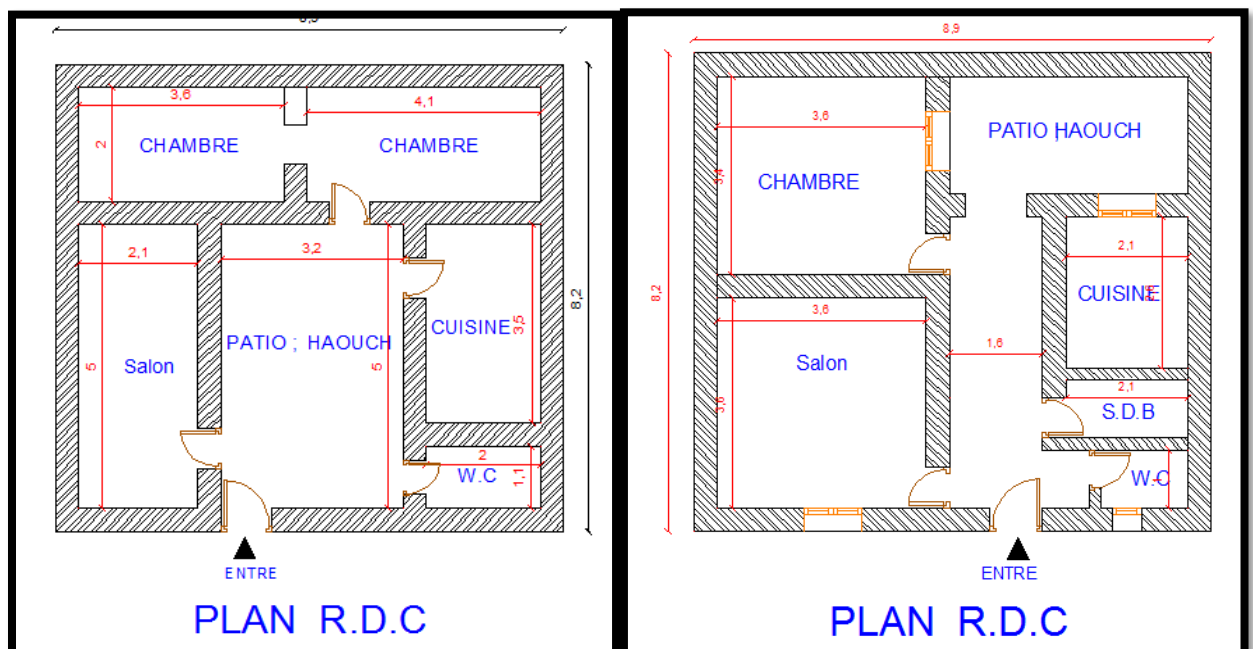 3,6
4,1
2
CHAMBRE
CHAMBRE
2,1
3,2
8,2
CUISINE
3,5
PATIO ; HAOUCH
Salon
5
5
2
W.C
1,1
ENTRE
PLAN R.D.C
8,9
3,6
PATIO ;HAOUCH
3,4
CHAMBRE
8,2
2,1
CUISINE
3,6
1,6
Salon
3,6
2,1
S.D.B
W.C
1
ENTRE
PLAN R.D.C